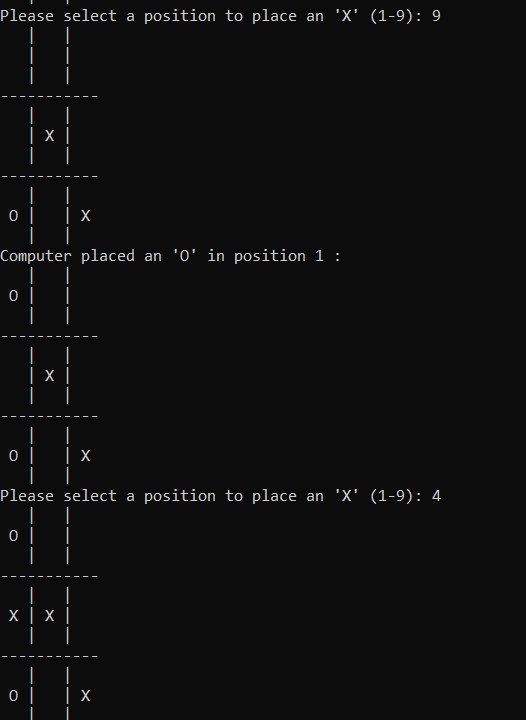 Please select a position to place an 'X' (1-9): 9
   |   |
   |   |
   |   |
-----------
   |   |
   | X |
   |   |
-----------
   |   |
 O |   | X
   |   |
Computer placed an 'O' in position 1 :
   |   |
 O |   |
   |   |
-----------
   |   |
   | X |
   |   |
-----------
   |   |
 O |   | X
   |   |
Please select a position to place an 'X' (1-9): 4
   |   |
 O |   |
   |   |
-----------
   |   |
 X | X |
   |   |
-----------
   |   |
 O |   | X
   |   |